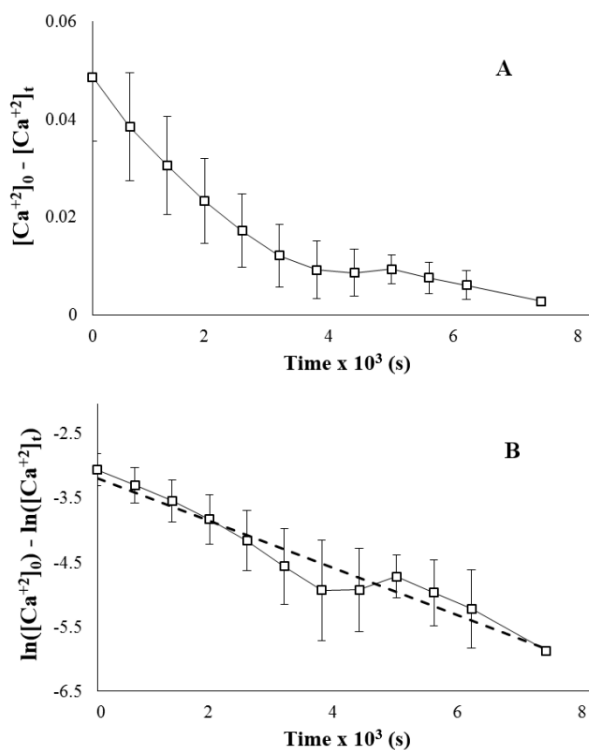 0.06
A
0.04
0.02
0
[Ca⁺²]₀ - [Ca⁺²]ₜ
0 2 4 6 8
Time x 10³ (s)
-2.5
B
-3.5
-4.5
-5.5
-6.5
ln([Ca⁺²]₀) - ln([Ca⁺²]ₜ)
0 2 4 6 8
Time x 10³ (s)